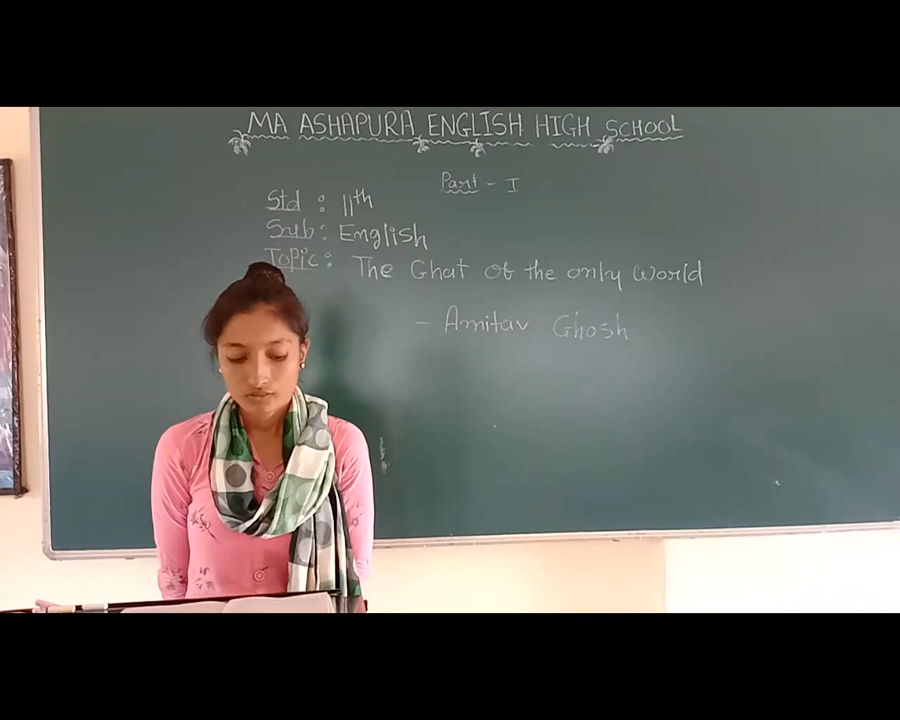 MA ASHAPURA ENGLISH HIGH SCHOOL
Part - I
Std : 11th
Sub : English
Topic : The Ghat of the only World
- Amitav Ghosh